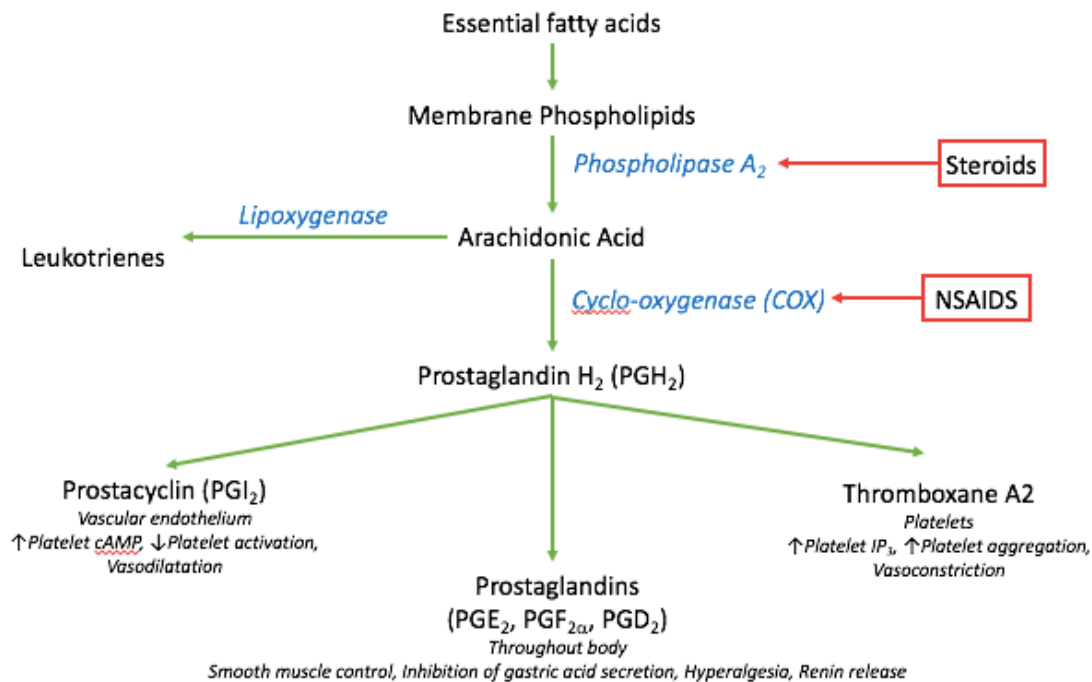 Essential fatty acids
Membrane Phospholipids
Phospholipase A₂
Steroids
Lipoxygenase
Leukotrienes
Arachidonic Acid
Cyclo-oxygenase (COX)
NSAIDS
Prostaglandin H₂ (PGH₂)
Prostacyclin (PGI₂)
Vascular endothelium
↑Platelet cAMP, ↓Platelet activation,
Vasodilatation
Thromboxane A2
Platelets
↑Platelet IP₃, ↑Platelet aggregation,
Vasoconstriction
Prostaglandins
(PGE₂, PGF₂α, PGD₂)
Throughout body
Smooth muscle control, Inhibition of gastric acid secretion, Hyperalgesia, Renin release